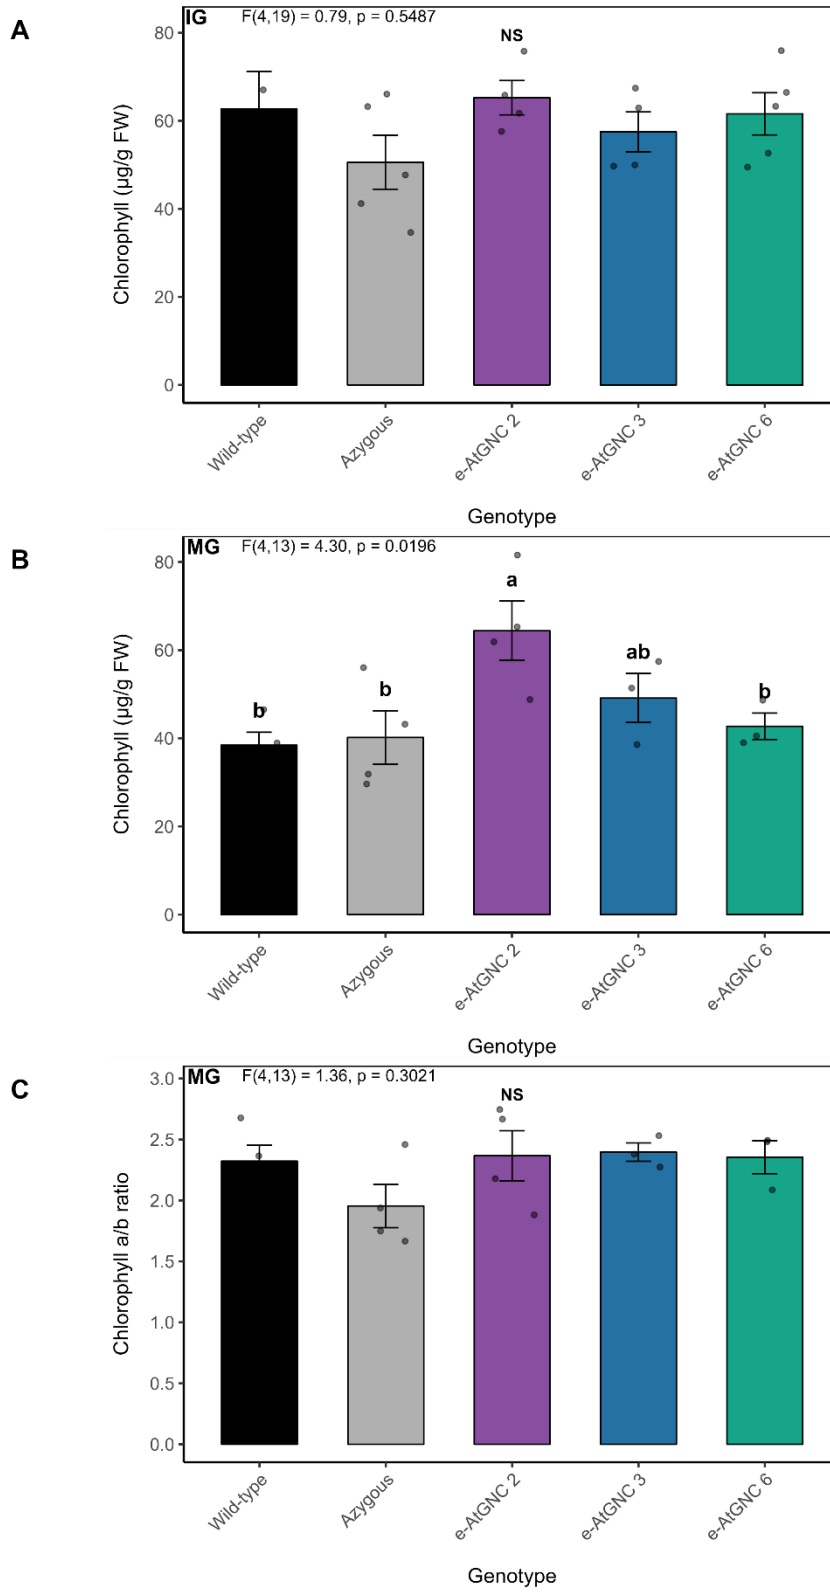 A
IG F(4,19) = 0.79, p = 0.5487
NS
Chlorophyll (µg/g FW)
80
60
40
20
0
Wild-type
Azygous
e-AtGNC 2
e-AtGNC 3
e-AtGNC 6
Genotype
B
MG F(4,13) = 4.30, p = 0.0196
a
ab
b
b
b
Chlorophyll (µg/g FW)
80
60
40
20
0
Wild-type
Azygous
e-AtGNC 2
e-AtGNC 3
e-AtGNC 6
Genotype
C
MG F(4,13) = 1.36, p = 0.3021
NS
Chlorophyll a/b ratio
3.0
2.5
2.0
1.5
1.0
0.5
0.0
Wild-type
Azygous
e-AtGNC 2
e-AtGNC 3
e-AtGNC 6
Genotype